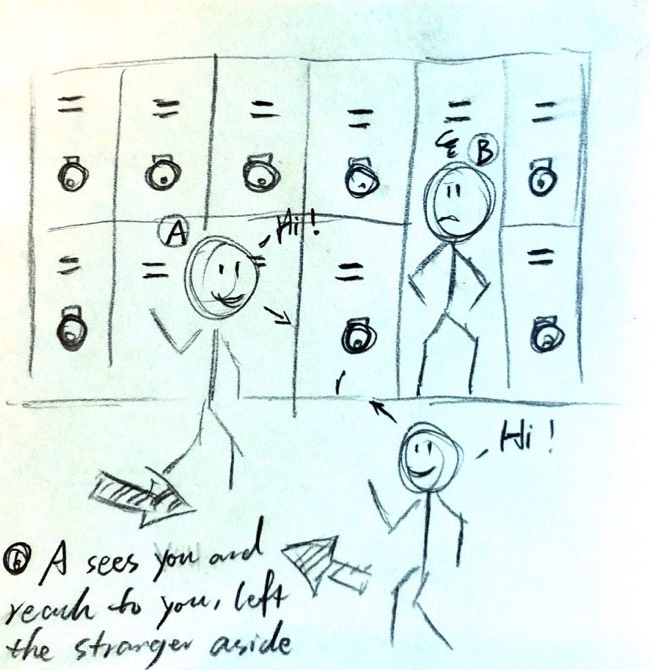 B
A
Hi!
Hi!
6 A sees you and
reach to you, left
the stranger aside